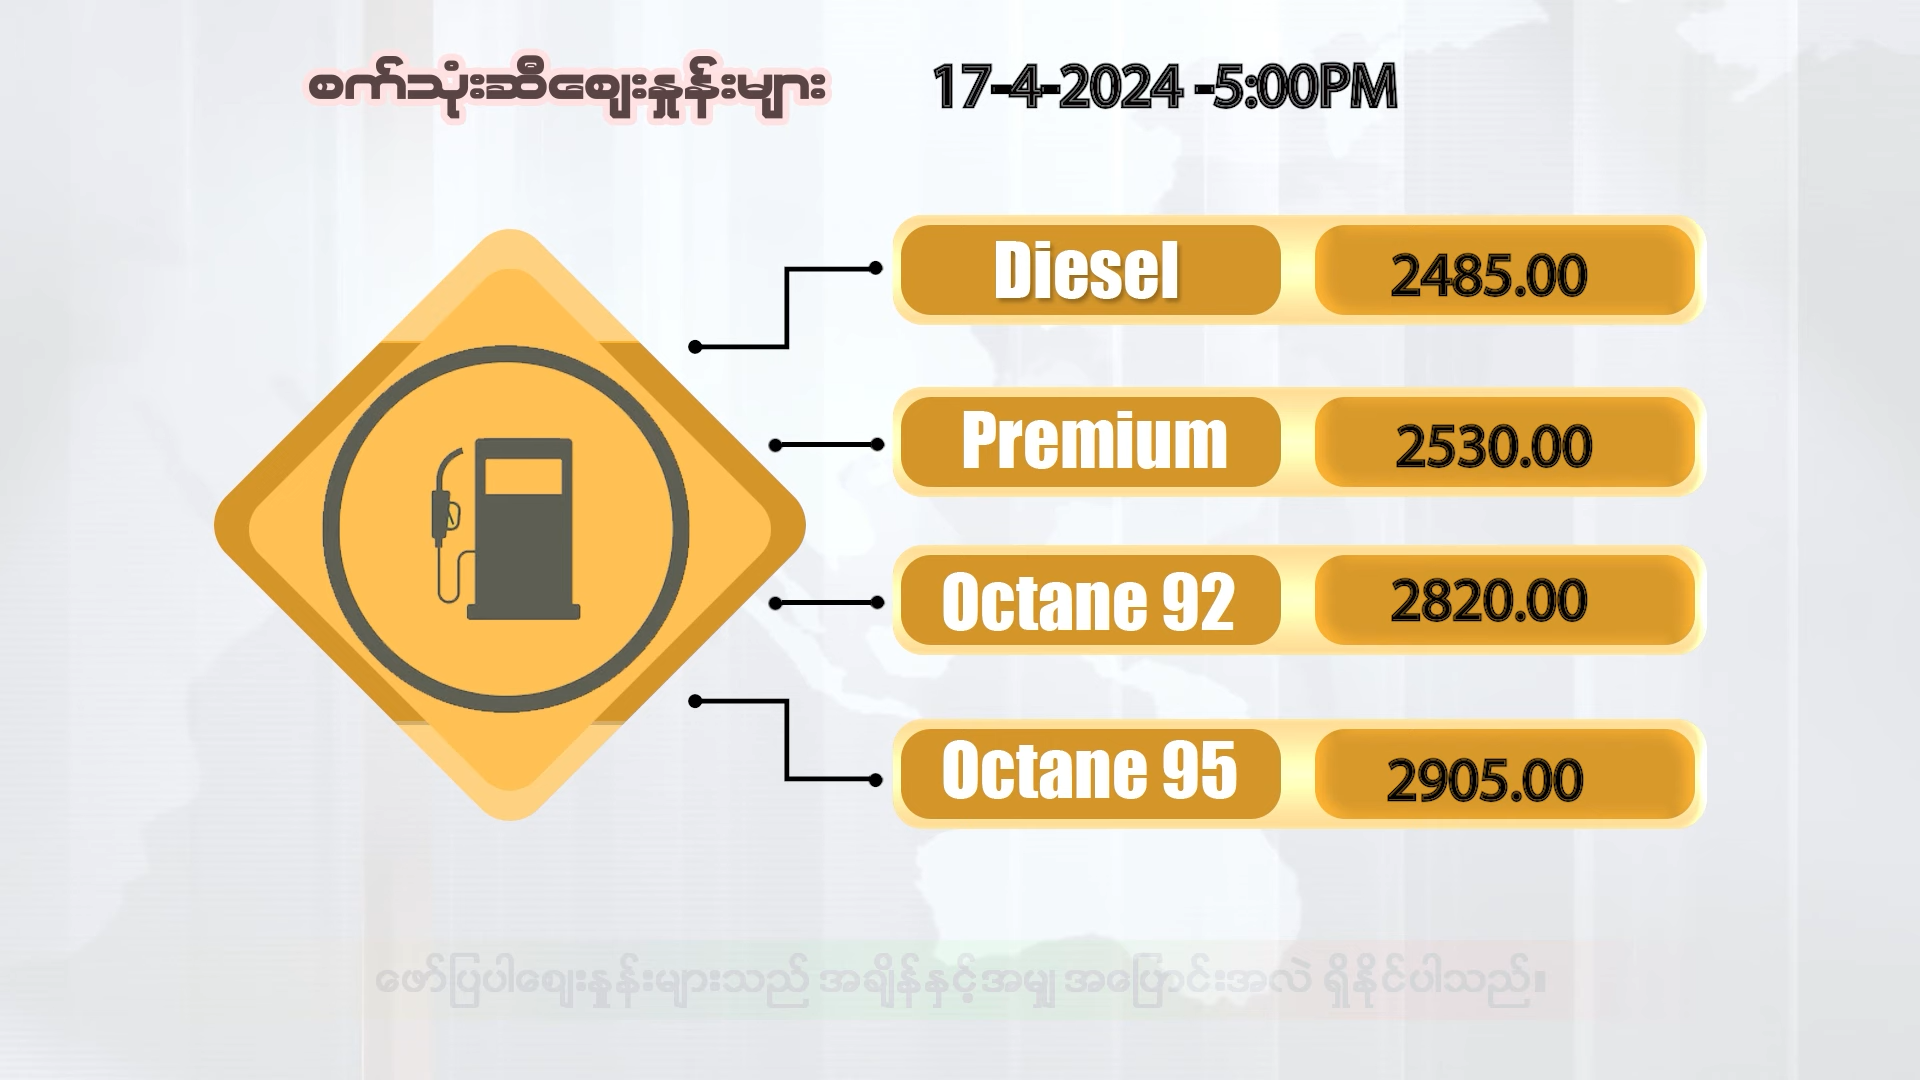 စက်သုံးဆီဈေးနှုန်းများ 17-4-2024 -5:00PM
Diesel 2485.00
Premium 2530.00
Octane 92 2820.00
Octane 95 2905.00
ဖော်ပြပါဈေးနှုန်းများသည် အချိန်နှင့်အမျှ အပြောင်းအလဲ ရှိနိုင်ပါသည်။